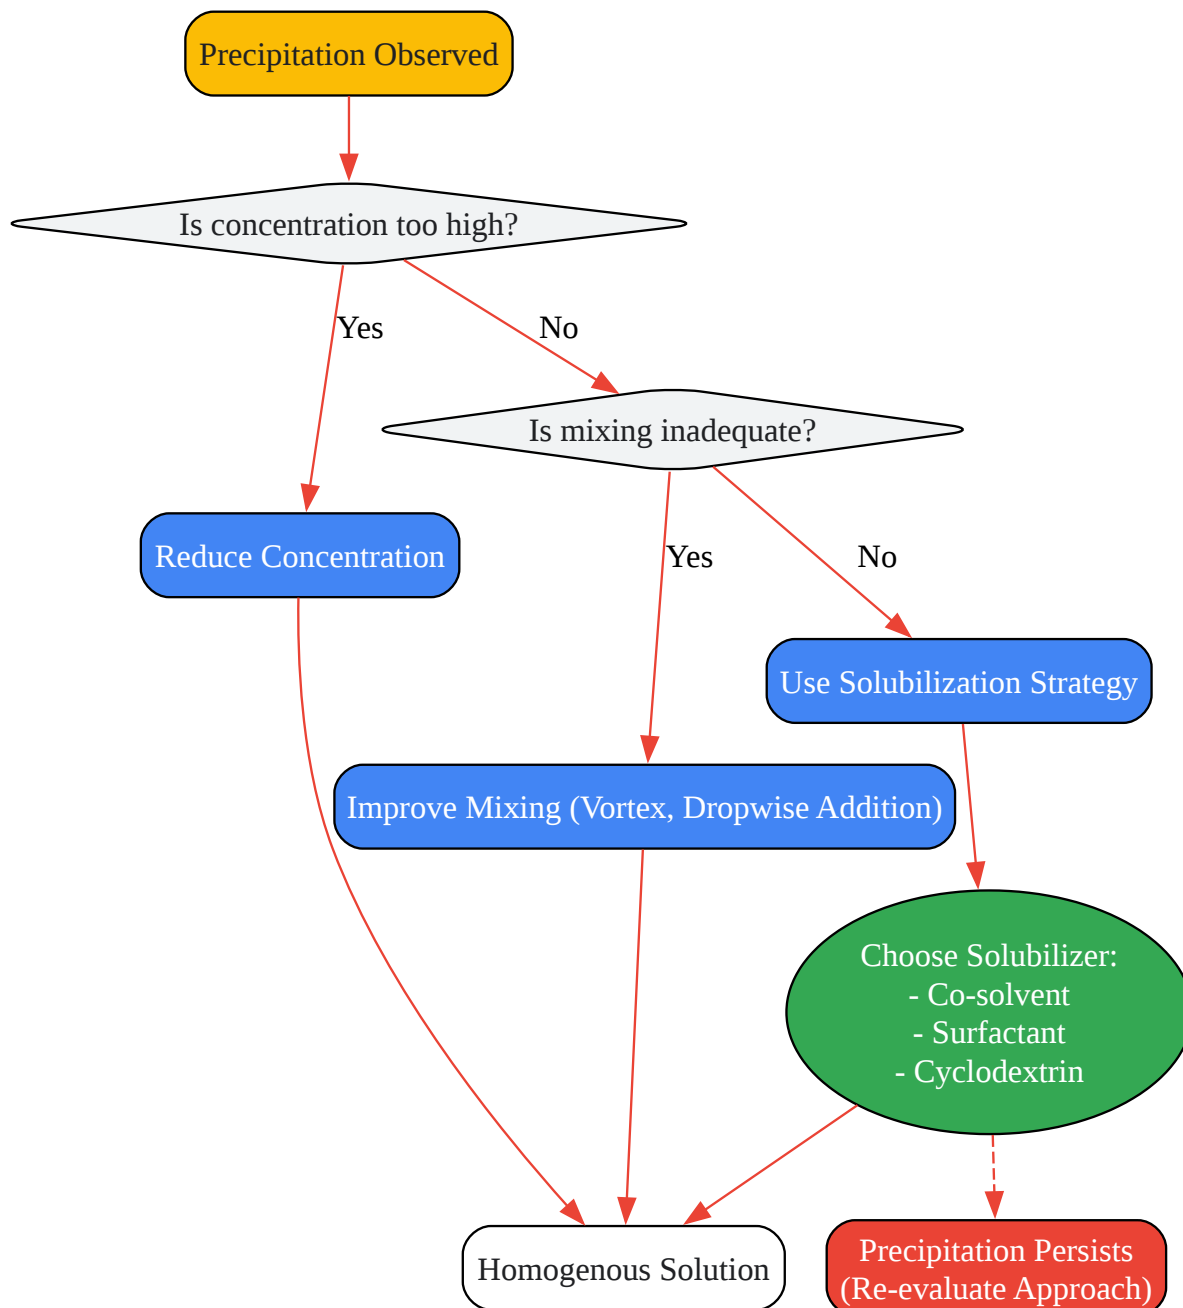 Precipitation Observed
Is concentration too high?
Yes
No
Is mixing inadequate?
Reduce Concentration
Yes
No
Use Solubilization Strategy
Improve Mixing (Vortex, Dropwise Addition)
Choose Solubilizer:
- Co-solvent
- Surfactant
- Cyclodextrin
Homogenous Solution
Precipitation Persists
(Re-evaluate Approach)